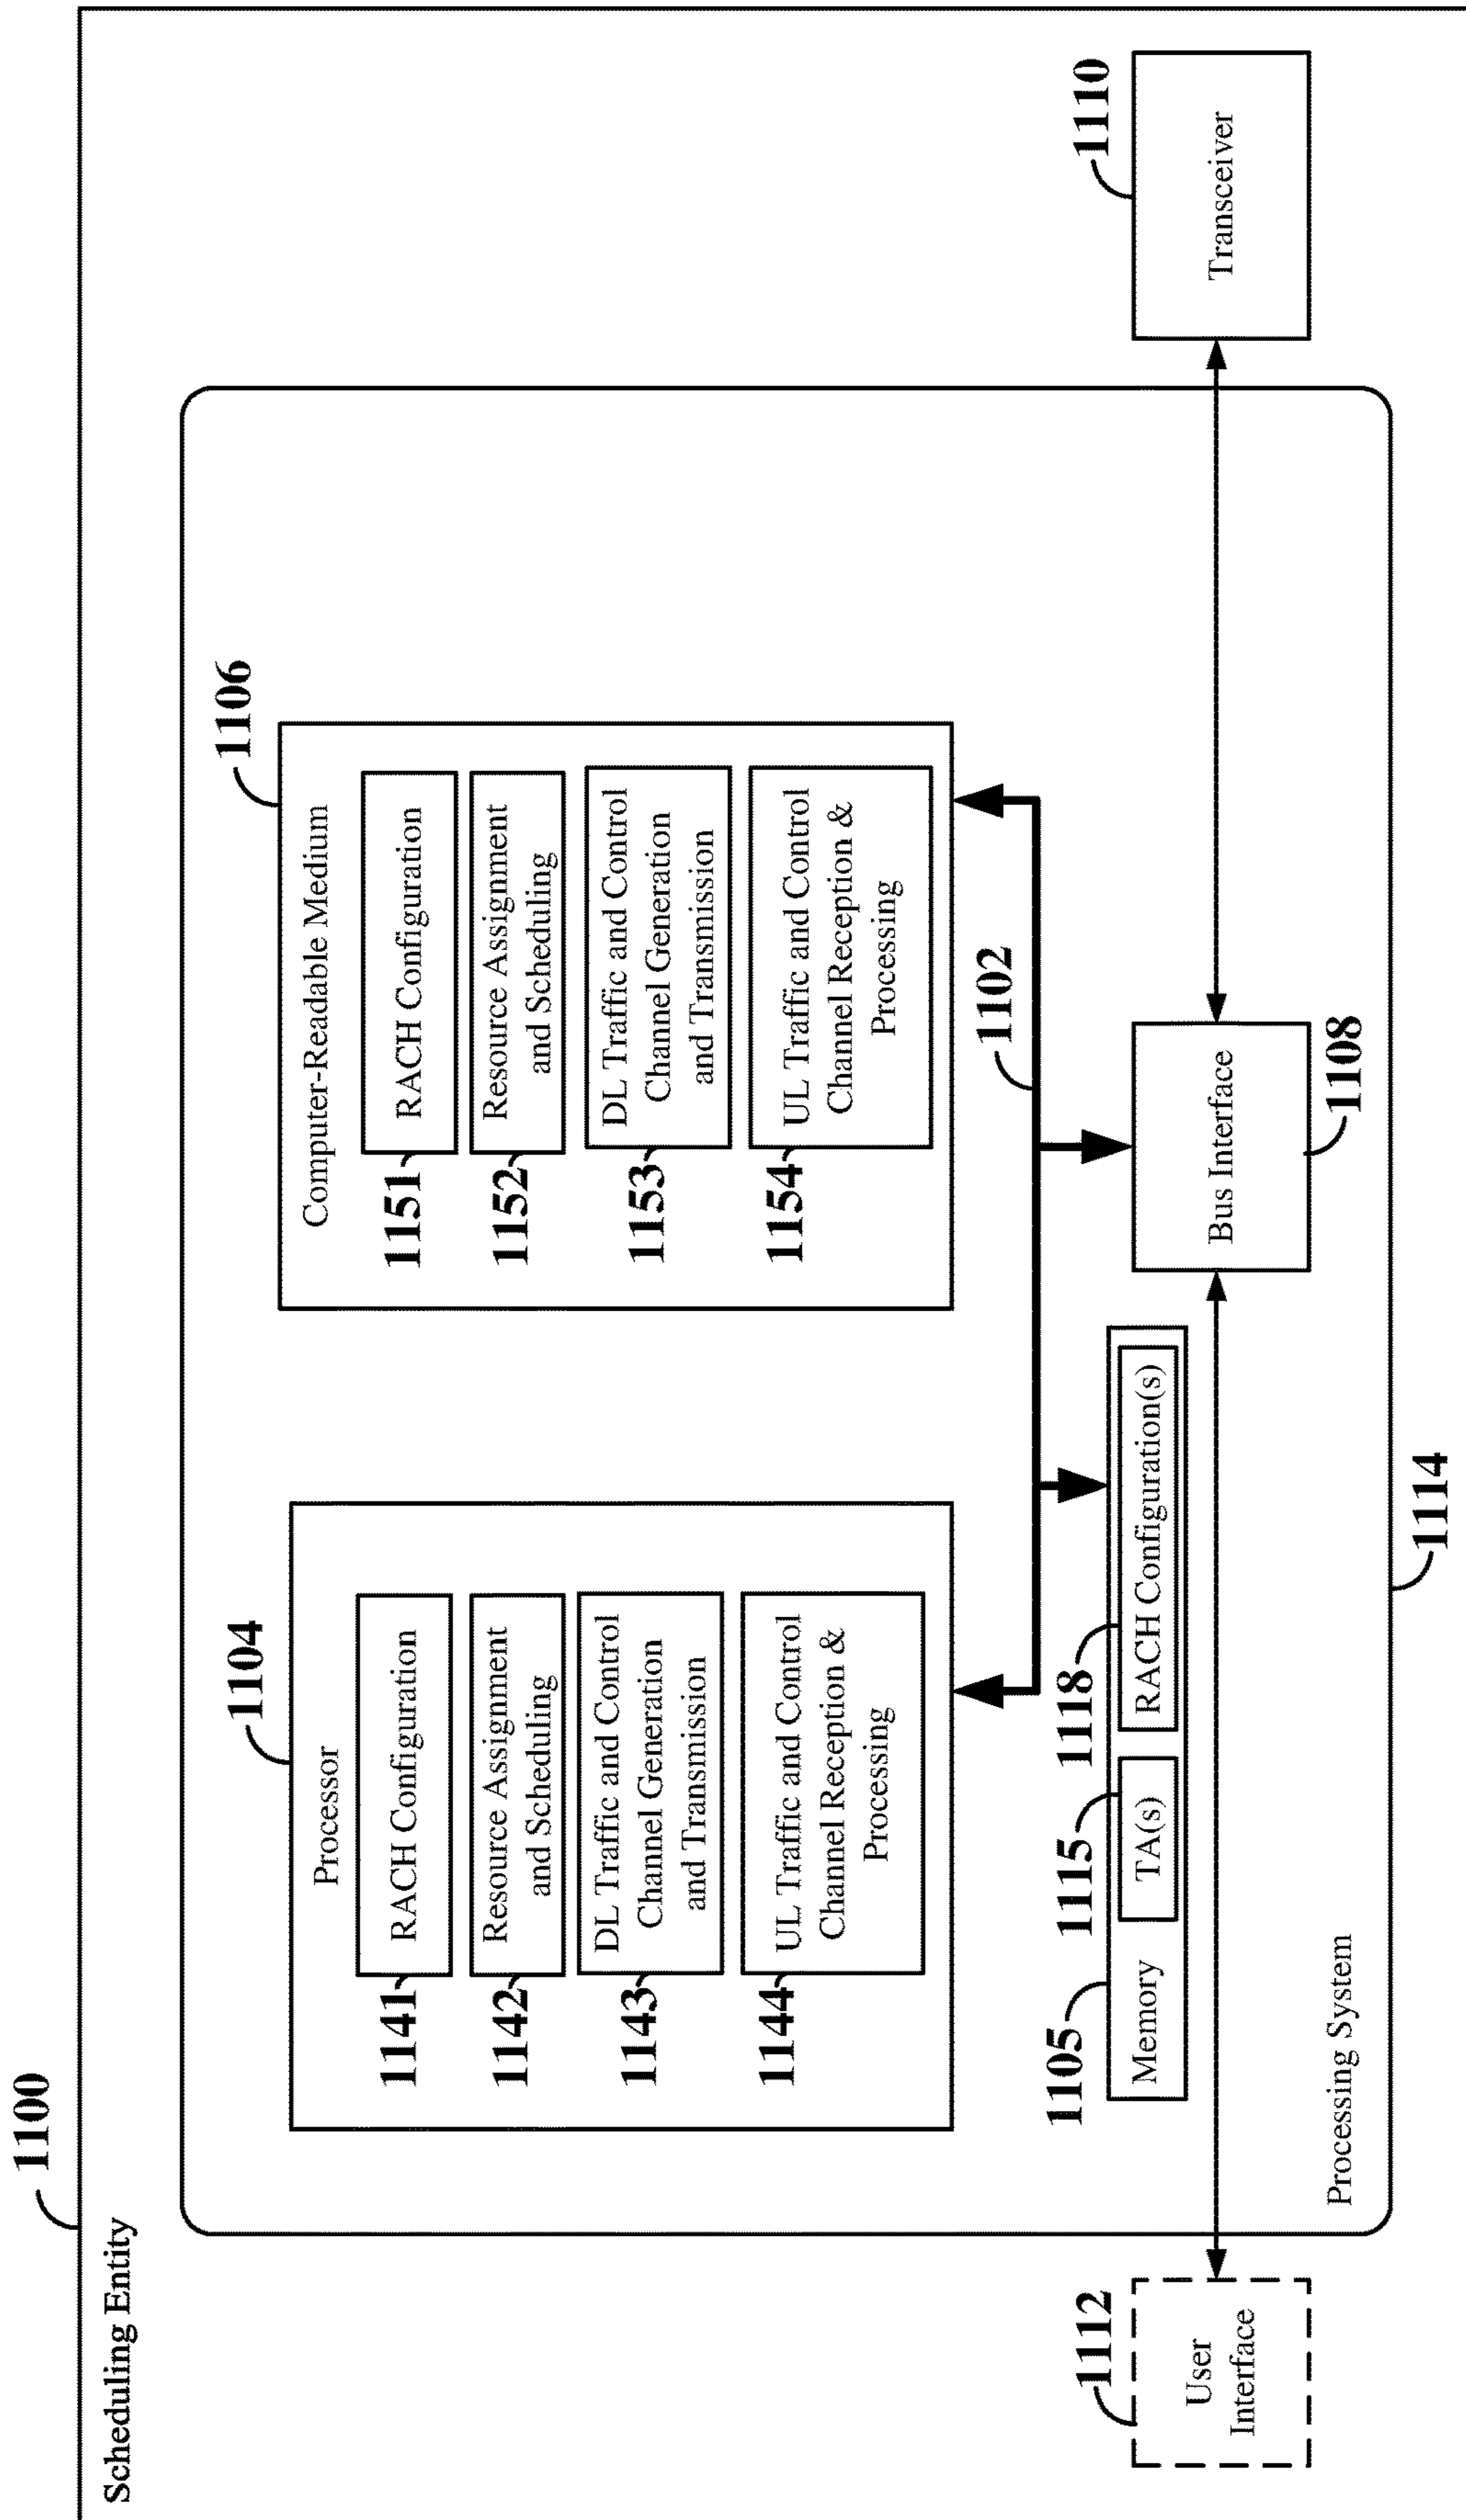 1100
Scheduling Entity
1104
Processor
1141
RACH Configuration
1142
Resource Assignment
and Scheduling
1143
DL Traffic and Control
Channel Generation
and Transmission
1144
UL Traffic and Control
Channel Reception &
Processing
1106
Computer-Readable Medium
1151
RACH Configuration
1152
Resource Assignment
and Scheduling
1153
DL Traffic and Control
Channel Generation
and Transmission
1154
UL Traffic and Control
Channel Reception &
Processing
1102
1105
Memory
1115
TA(s)
1118
RACH Configuration(s)
1112
User
Interface
Bus Interface
1108
1110
Transceiver
Processing System
1114